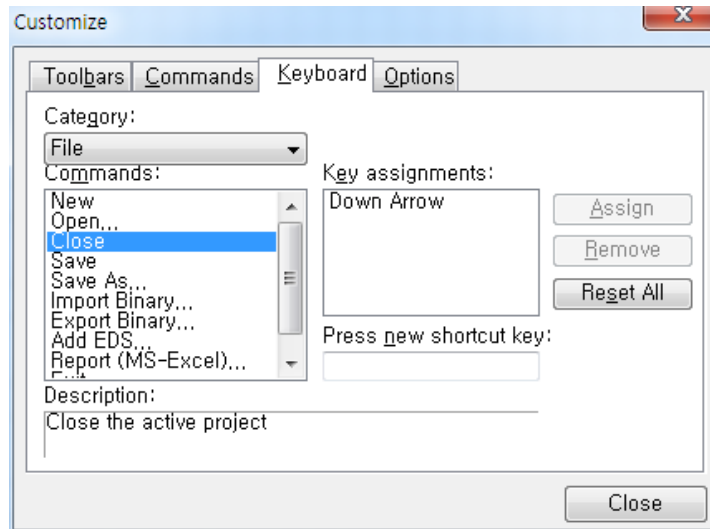 Customize
X
Toolbars Commands Keyboard Options
Category:
File
Commands:
New
Open...
Close
Save
Save As...
Import Binary...
Export Binary...
Add EDS...
Report (MS-Excel)...
Key assignments:
Down Arrow
Assign
Remove
Reset All
Press new shortcut key:
Description:
Close the active project
Close